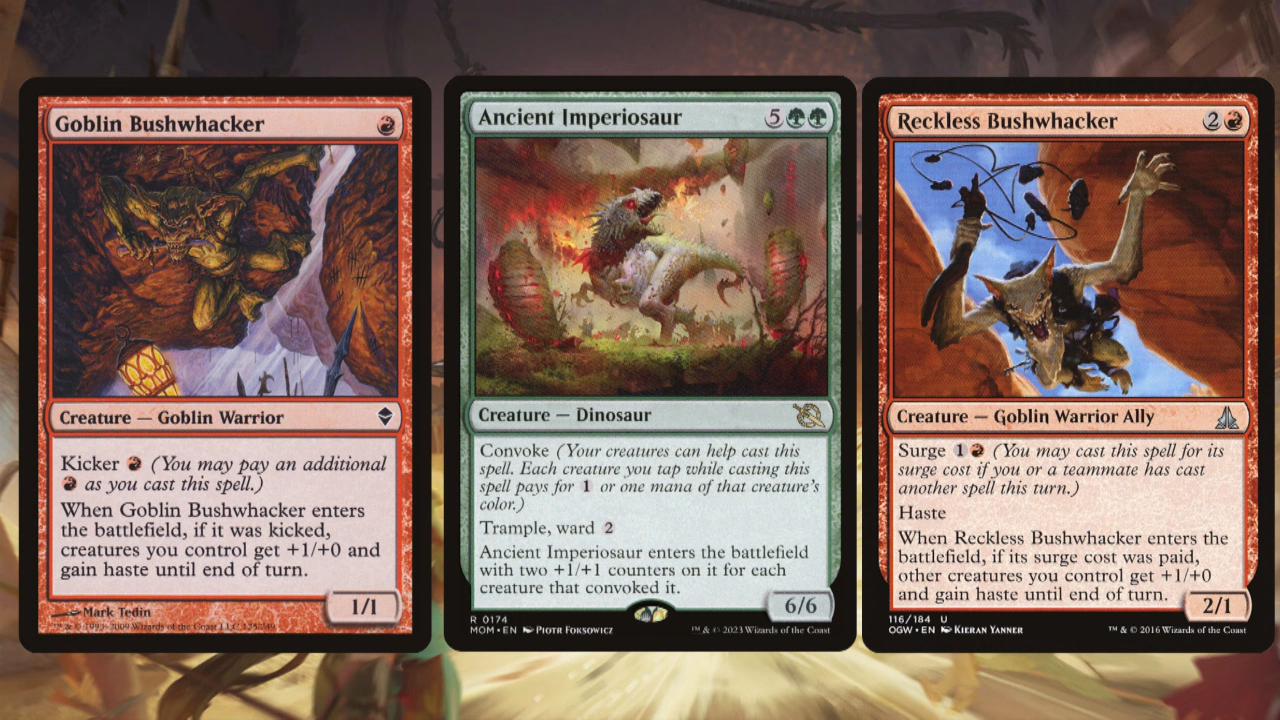 Goblin Bushwhacker
Creature — Goblin Warrior
Kicker (You may pay an additional
as you cast this spell.)
When Goblin Bushwhacker enters
the battlefield, if it was kicked,
creatures you control get +1/+0 and
gain haste until end of turn.
1/1
Mark Tedin
Ancient Imperiosaur
5
Creature — Dinosaur
Convoke (Your creatures can help cast this
spell. Each creature you tap while casting this
spell pays for 1 or one mana of that creature's
color.)
Trample, ward 2
Ancient Imperiosaur enters the battlefield
with two +1/+1 counters on it for each
creature that convoked it.
6/6
R 0174
MOM • EN Piotr Foksowicz
™ & © 2023 Wizards of the Coast
Reckless Bushwhacker
2
Creature — Goblin Warrior Ally
Surge 1 (You may cast this spell for its
surge cost if you or a teammate has cast
another spell this turn.)
Haste
When Reckless Bushwhacker enters the
battlefield, if its surge cost was paid,
other creatures you control get +1/+0
and gain haste until end of turn.
2/1
116/184 U
OGW • EN Kieran Yanner
™ & © 2016 Wizards of the Coast